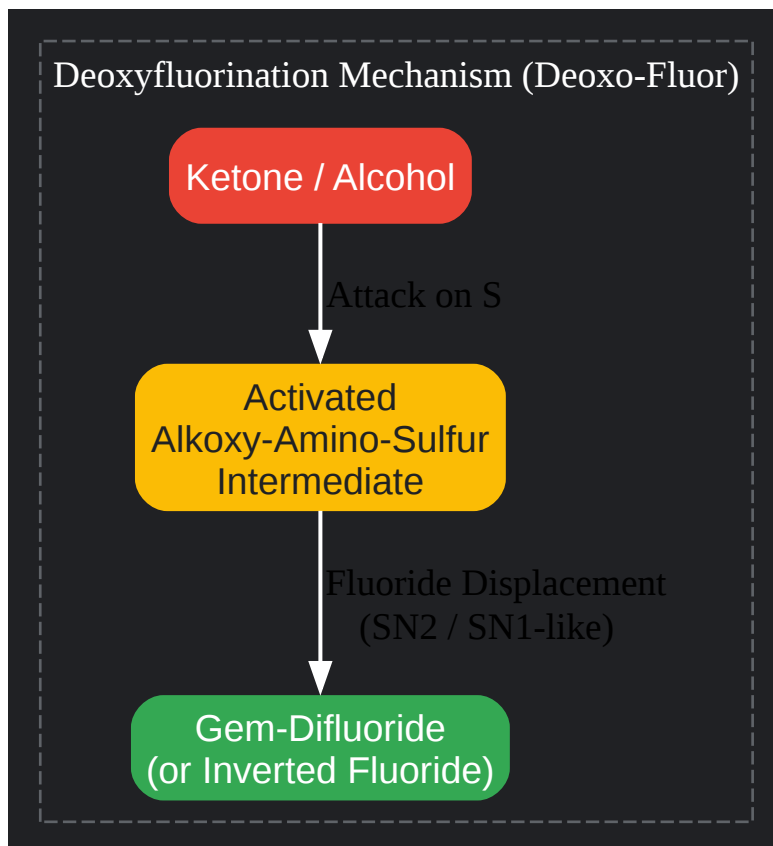 Deoxyfluorination Mechanism (Deoxo-Fluor)
Ketone / Alcohol
Attack on S
Activated
Alkoxy-Amino-Sulfur
Intermediate
Fluoride Displacement
(SN2 / SN1-like)
Gem-Difluoride
(or Inverted Fluoride)